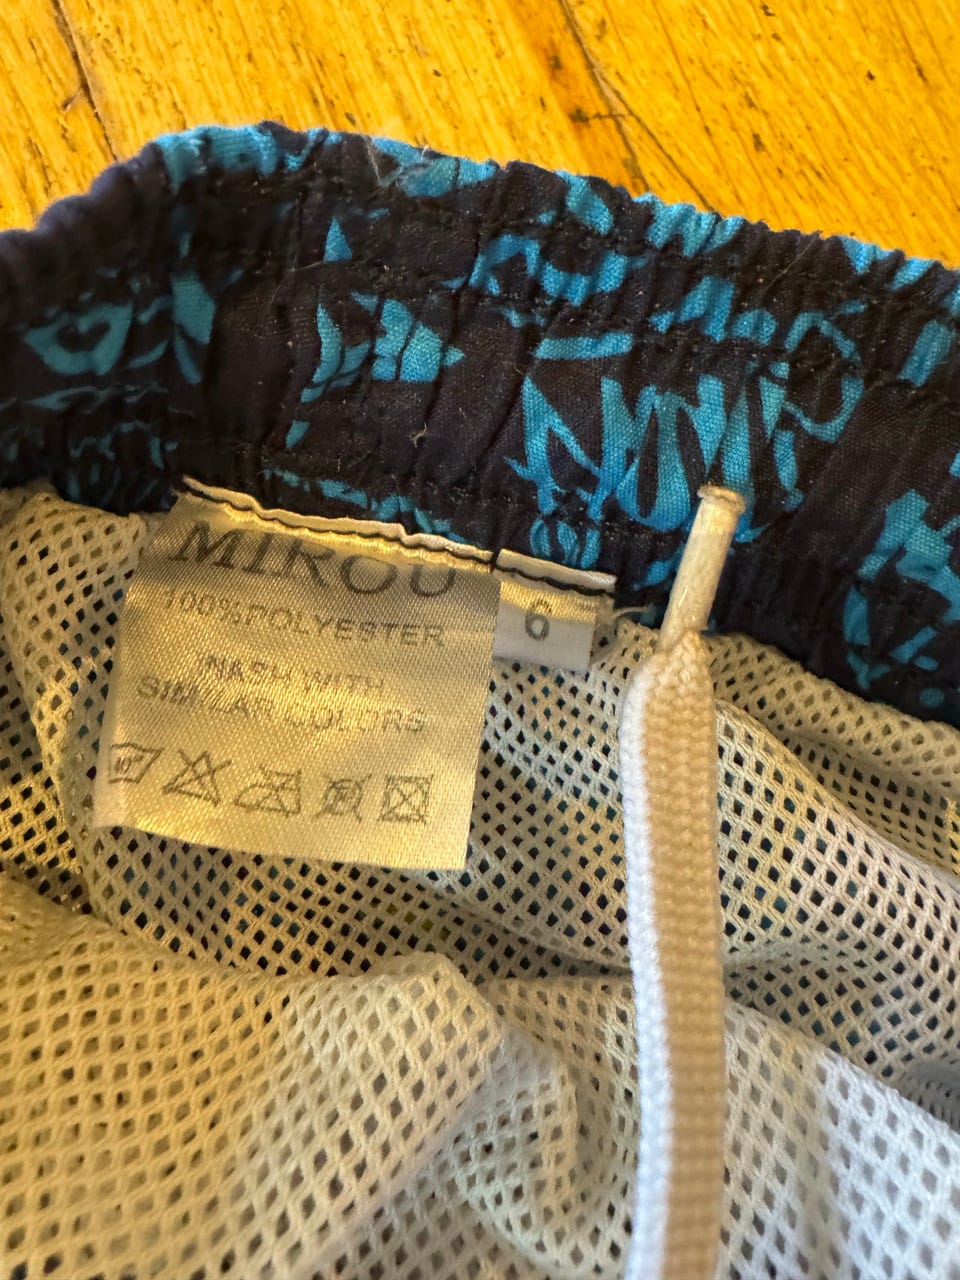 MIROU
6
100% POLYESTER
WASH WITH
SIMILAR COLORS